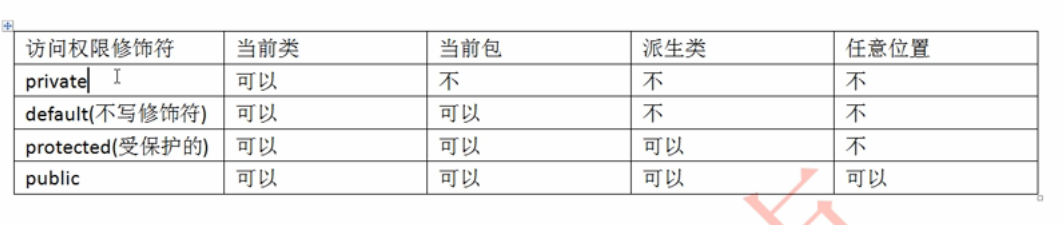 访问权限修饰符 当前类 当前包 派生类 任意位置
private 可以 不 不 不
default(不写修饰符) 可以 可以 不 不
protected(受保护的) 可以 可以 可以 不
public 可以 可以 可以 可以